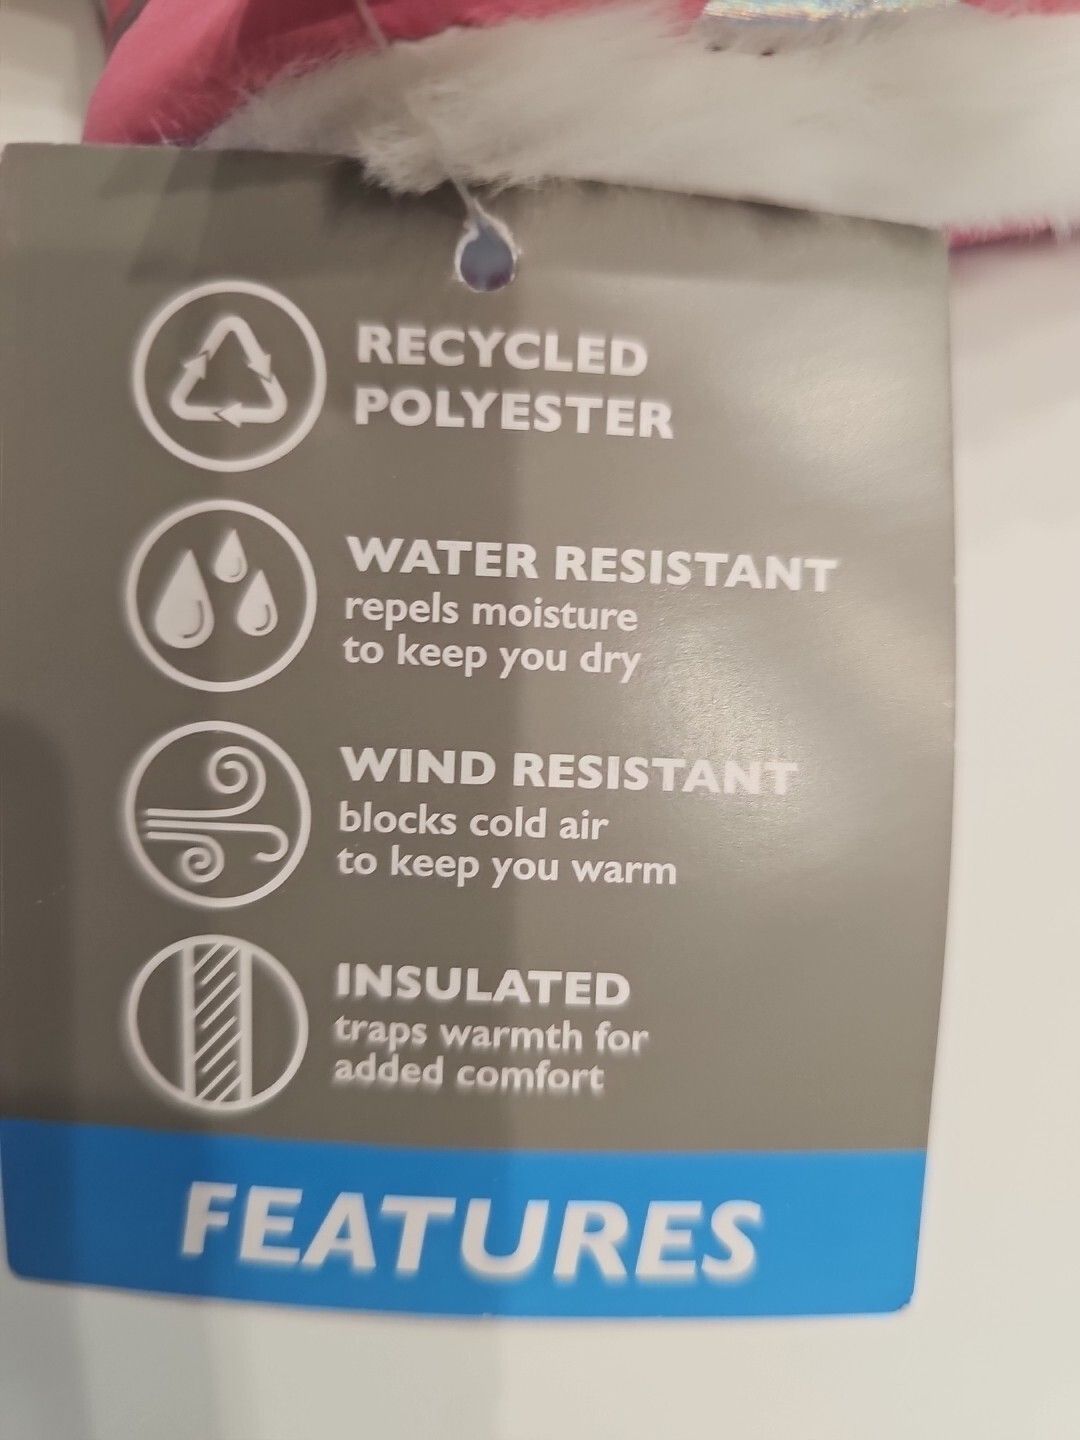 RECYCLED
POLYESTER
WATER RESISTANT
repels moisture
to keep you dry
WIND RESISTANT
blocks cold air
to keep you warm
INSULATED
traps warmth for
added comfort
FEATURES